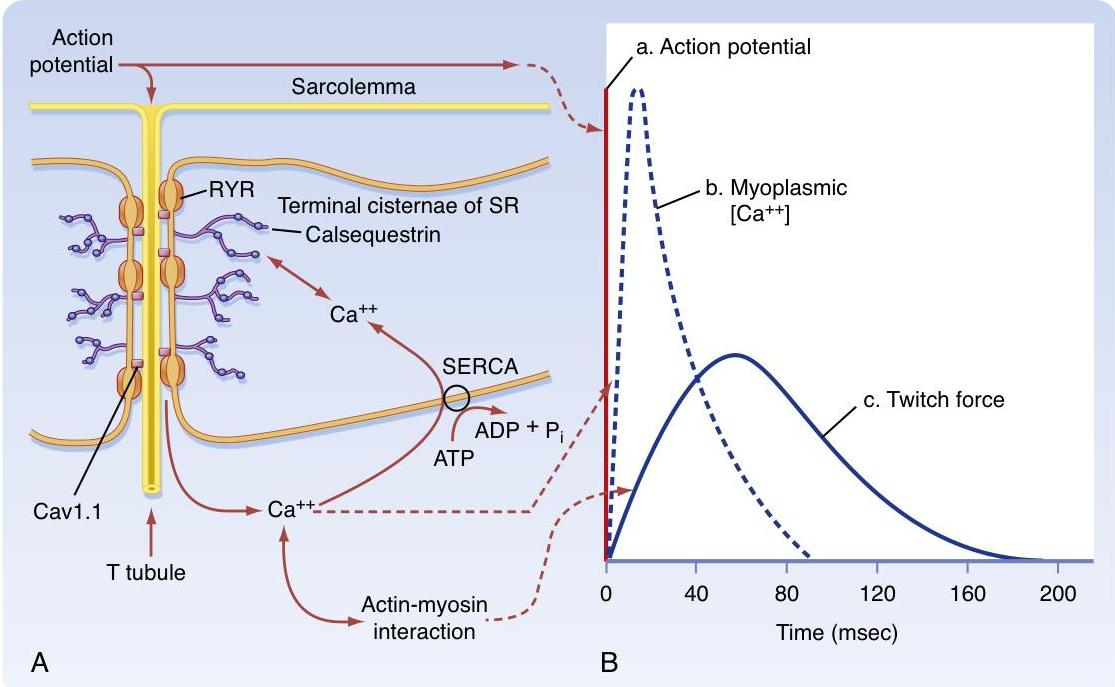 Action
potential
Sarcolemma
RYR
Terminal cisternae of SR
Calsequestrin
Ca++
SERCA
ADP + Pi
ATP
Cav1.1
Ca++
T tubule
Actin-myosin
interaction
A
a. Action potential
b. Myoplasmic
[Ca++]
c. Twitch force
0 40 80 120 160 200
Time (msec)
B